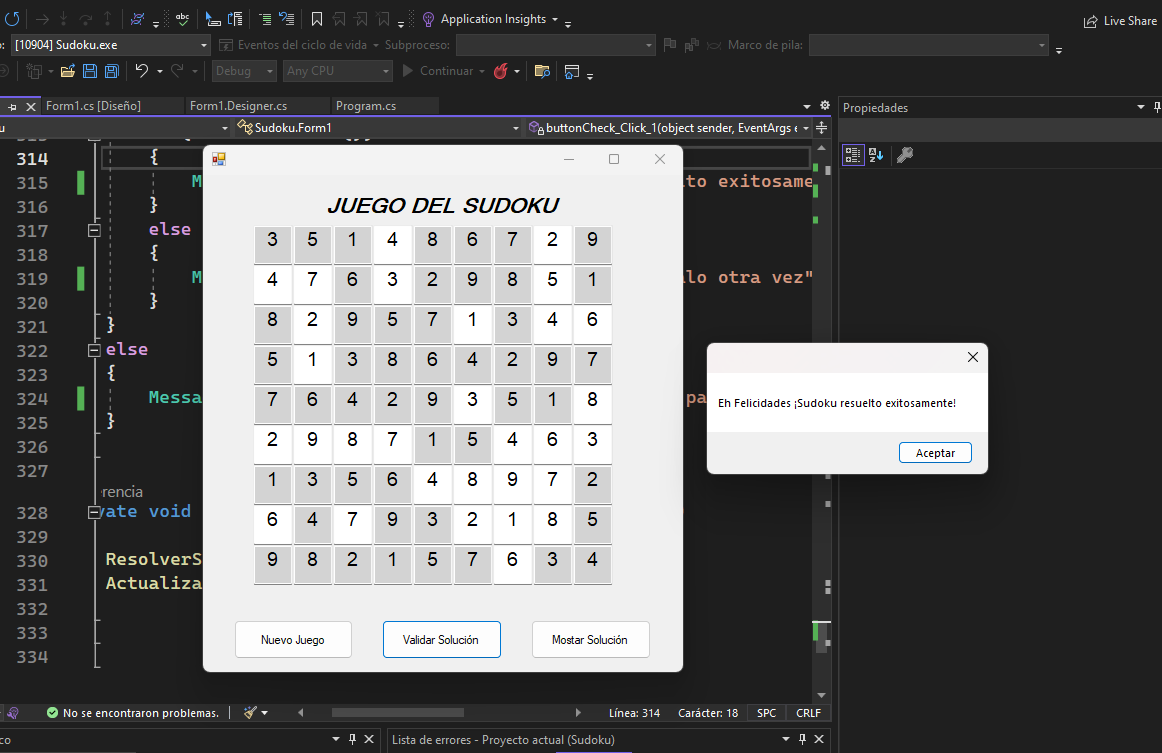 abc
Application Insights
Live Share
[10904] Sudoku.exe
Eventos del ciclo de vida
Subproceso:
Marco de pila:
Debug
Any CPU
Continuar
Form1.cs [Diseño]
Form1.Designer.cs
Program.cs
Propiedades
Sudoku.Form1
buttonCheck_Click_1(object sender, EventArgs e
314 {
315 M to exitosame
316 }
317 else
318 {
319 M lo otra vez"
320 }
321 }
322 else
323 {
324 Messa pa
325 }
326
327
rencia
328 vate void
329
330 ResolverS
331 Actualiza
332
333
334
JUEGO DEL SUDOKU
3 5 1 4 8 6 7 2 9
4 7 6 3 2 9 8 5 1
8 2 9 5 7 1 3 4 6
5 1 3 8 6 4 2 9 7
7 6 4 2 9 3 5 1 8
2 9 8 7 1 5 4 6 3
1 3 5 6 4 8 9 7 2
6 4 7 9 3 2 1 8 5
9 8 2 1 5 7 6 3 4
Nuevo Juego
Validar Solución
Mostar Solución
Eh Felicidades ¡Sudoku resuelto exitosamente!
Aceptar
No se encontraron problemas.
Línea: 314
Carácter: 18
SPC
CRLF
co
Lista de errores - Proyecto actual (Sudoku)